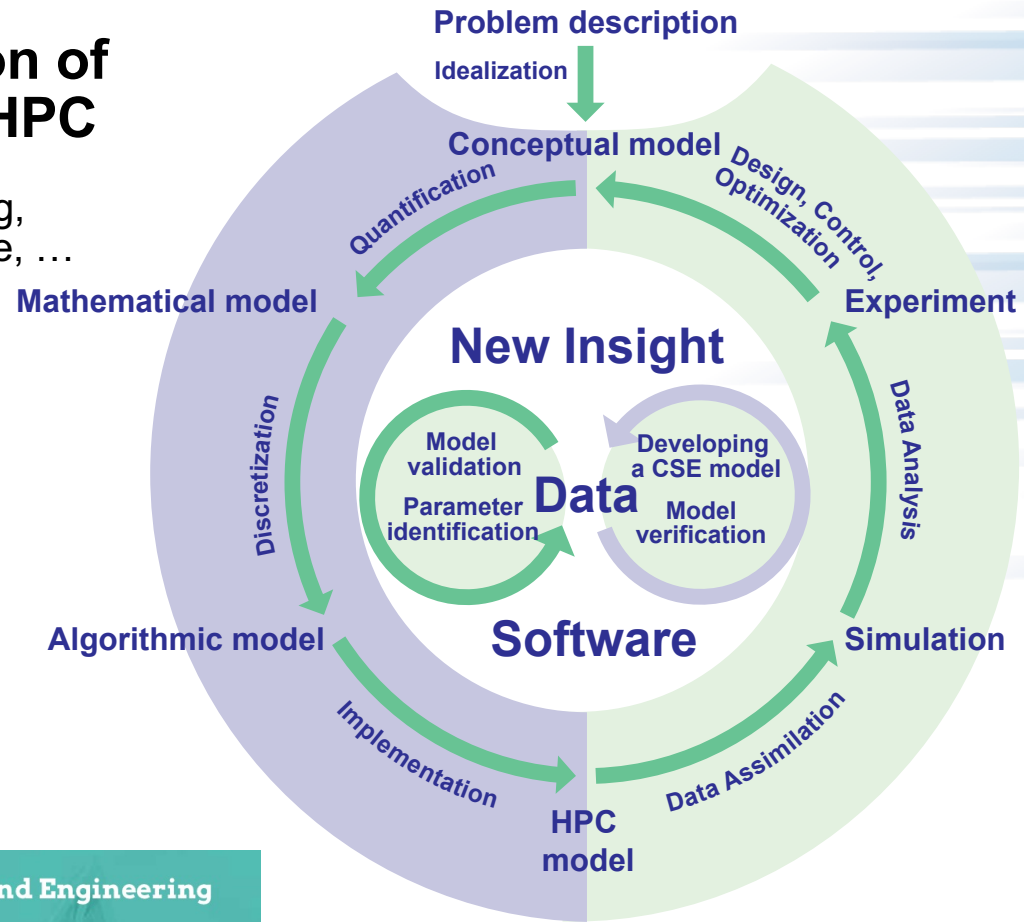 on of
HPC
g,
e, …
Problem description
Idealization
Conceptual model
Quantification
Design, Control,
Optimization
Mathematical model
Experiment
New Insight
Discretization
Data Analysis
Model
validation
Parameter
identification
Data
Developing
a CSE model
Model
verification
Software
Algorithmic model
Simulation
Implementation
Data Assimilation
HPC
model
nd Engineering